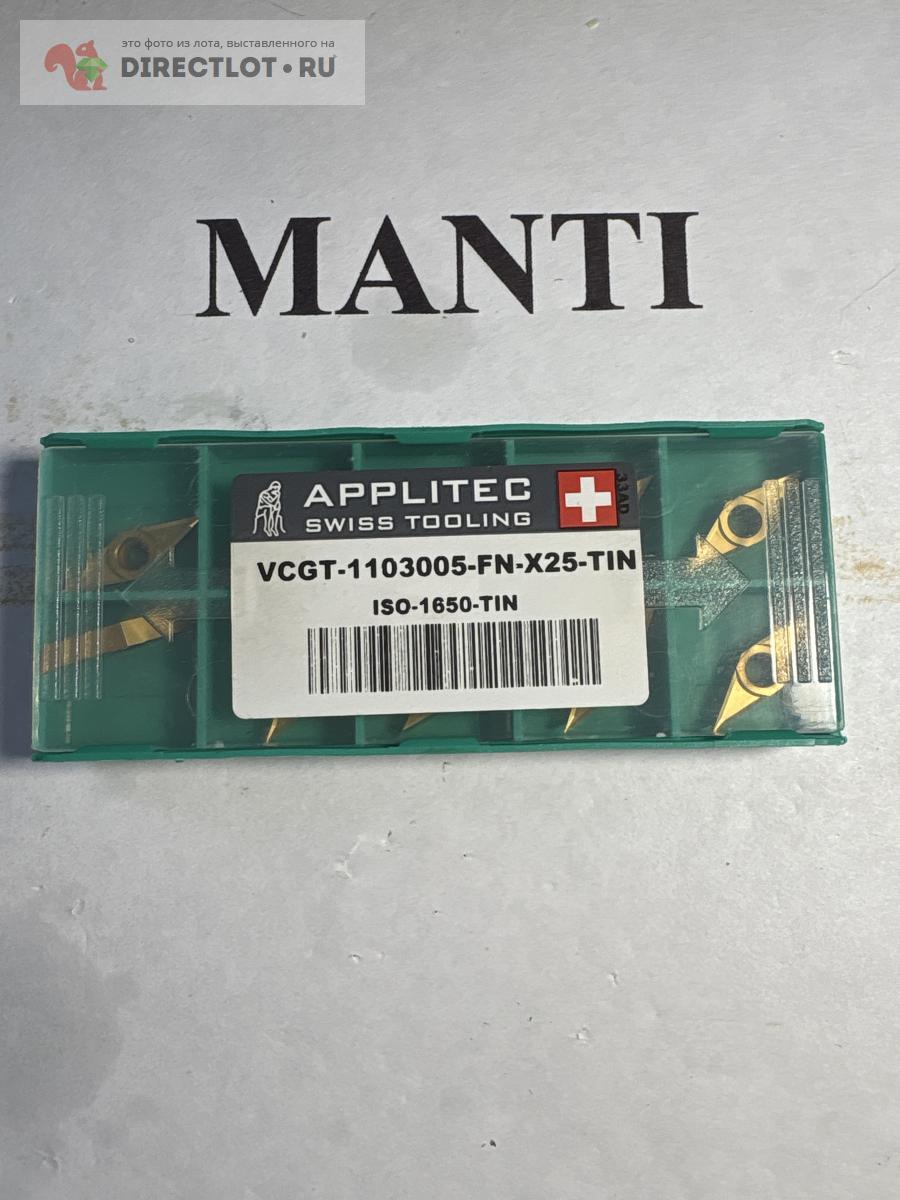 это фото из лота, выставленного на
DIRECTLOT•RU
MANTI
APPLITEC
SWISS TOOLING
33AD
VCGT-1103005-FN-X25-TIN
ISO-1650-TIN